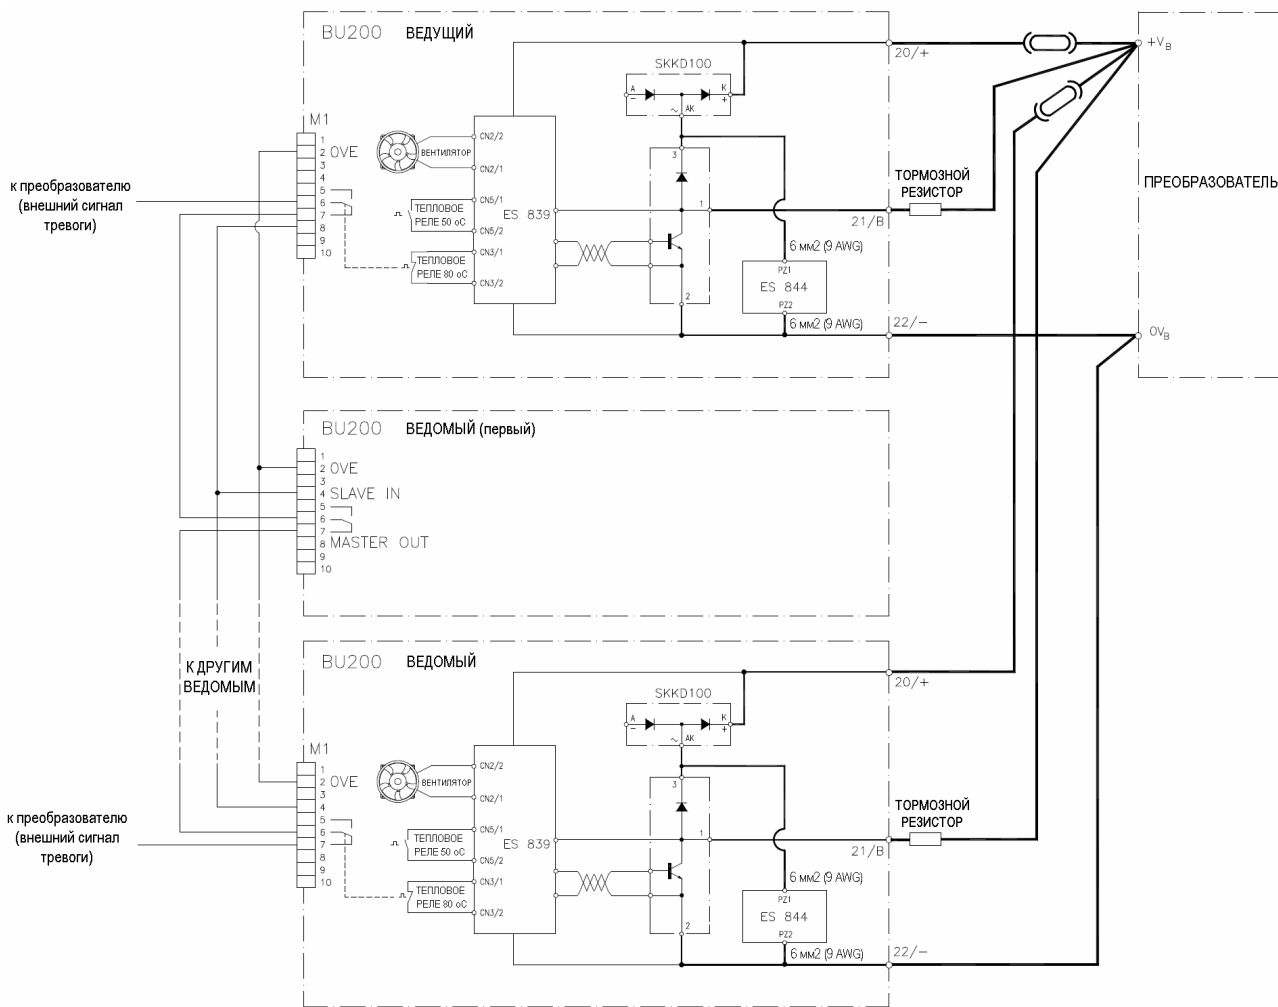 BU200 ВЕДУЩИЙ
20/+
+VB
SKKD100
A
−
K
+
AK
M1
1
2 OVE
3
4
5
6
7
8
9
10
к преобразователю
(внешний сигнал
тревоги)
ВЕНТИЛЯТОР
CN2/2
CN2/1
ТЕПЛОВОЕ
РЕЛЕ 50 oC
CN5/1
CN5/2
ТЕПЛОВОЕ
РЕЛЕ 80 oC
CN3/1
CN3/2
ES 839
3
1
2
21/B
ТОРМОЗНОЙ
РЕЗИСТОР
ПРЕОБРАЗОВАТЕЛЬ
6 мм2 (9 AWG)
PZ1
ES 844
PZ2
6 мм2 (9 AWG)
22/−
0VB
BU200 ВЕДОМЫЙ (первый)
1
2 OVE
3
4 SLAVE IN
5
6
7
8 MASTER OUT
9
10
К ДРУГИМ
ВЕДОМЫМ
BU200 ВЕДОМЫЙ
20/+
SKKD100
A
−
K
+
AK
M1
1
2 OVE
3
4
5
6
7
8
9
10
к преобразователю
(внешний сигнал
тревоги)
ВЕНТИЛЯТОР
CN2/2
CN2/1
ТЕПЛОВОЕ
РЕЛЕ 50 oC
CN5/1
CN5/2
ТЕПЛОВОЕ
РЕЛЕ 80 oC
CN3/1
CN3/2
ES 839
3
1
2
21/B
ТОРМОЗНОЙ
РЕЗИСТОР
6 мм2 (9 AWG)
PZ1
ES 844
PZ2
6 мм2 (9 AWG)
22/−